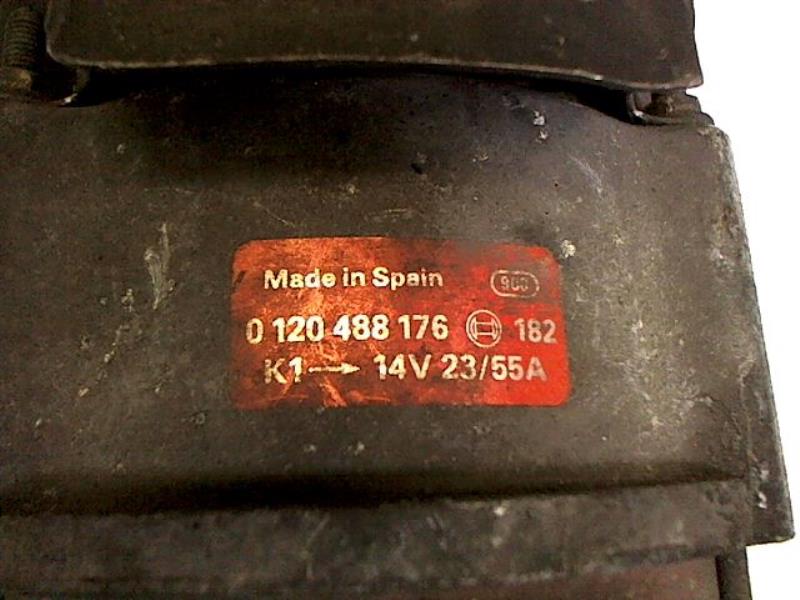 Made in Spain
0 120 488 176 182
K1→ 14V 23/55A